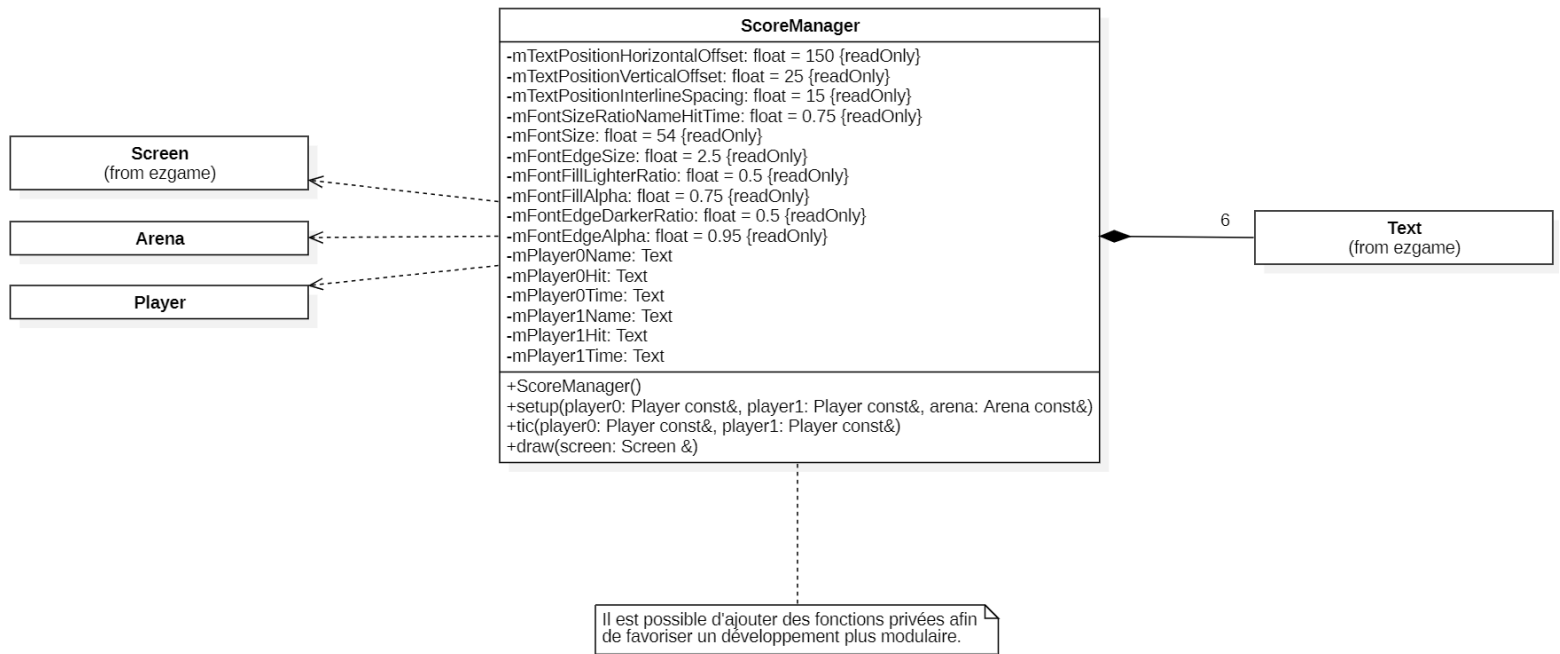 ScoreManager
-mTextPositionHorizontalOffset: float = 150 {readOnly}
-mTextPositionVerticalOffset: float = 25 {readOnly}
-mTextPositionInterlineSpacing: float = 15 {readOnly}
-mFontSizeRatioNameHitTime: float = 0.75 {readOnly}
-mFontSize: float = 54 {readOnly}
-mFontEdgeSize: float = 2.5 {readOnly}
-mFontFillLighterRatio: float = 0.5 {readOnly}
-mFontFillAlpha: float = 0.75 {readOnly}
-mFontEdgeDarkerRatio: float = 0.5 {readOnly}
-mFontEdgeAlpha: float = 0.95 {readOnly}
-mPlayer0Name: Text
-mPlayer0Hit: Text
-mPlayer0Time: Text
-mPlayer1Name: Text
-mPlayer1Hit: Text
-mPlayer1Time: Text
+ScoreManager()
+setup(player0: Player const&, player1: Player const&, arena: Arena const&)
+tic(player0: Player const&, player1: Player const&)
+draw(screen: Screen &)
Screen
(from ezgame)
Arena
Player
6
Text
(from ezgame)
Il est possible d'ajouter des fonctions privées afin
de favoriser un développement plus modulaire.